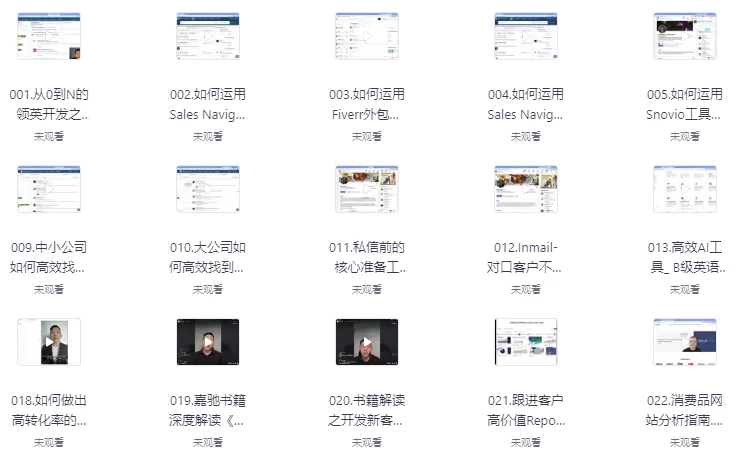 001.从0到N的
领英开发之..
未观看
002.如何运用
Sales Navig...
未观看
003.如何运用
Fiverr外包...
未观看
004.如何运用
Sales Navig...
未观看
005.如何运用
Snovio工具...
未观看
009.中小公司
如何高效找...
未观看
010.大公司如
何高效找到...
未观看
011.私信前的
核心准备工...
未观看
012.Inmail-
对口客户不...
未观看
013.高效AI工
具_ B级英语..
未观看
018.如何做出
高转化率的...
未观看
019.嘉驰书籍
深度解读《...
未观看
020.书籍解读
之开发新客...
未观看
021.跟进客户
高价值Repo...
未观看
022.消费品网
站分析指南....
未观看